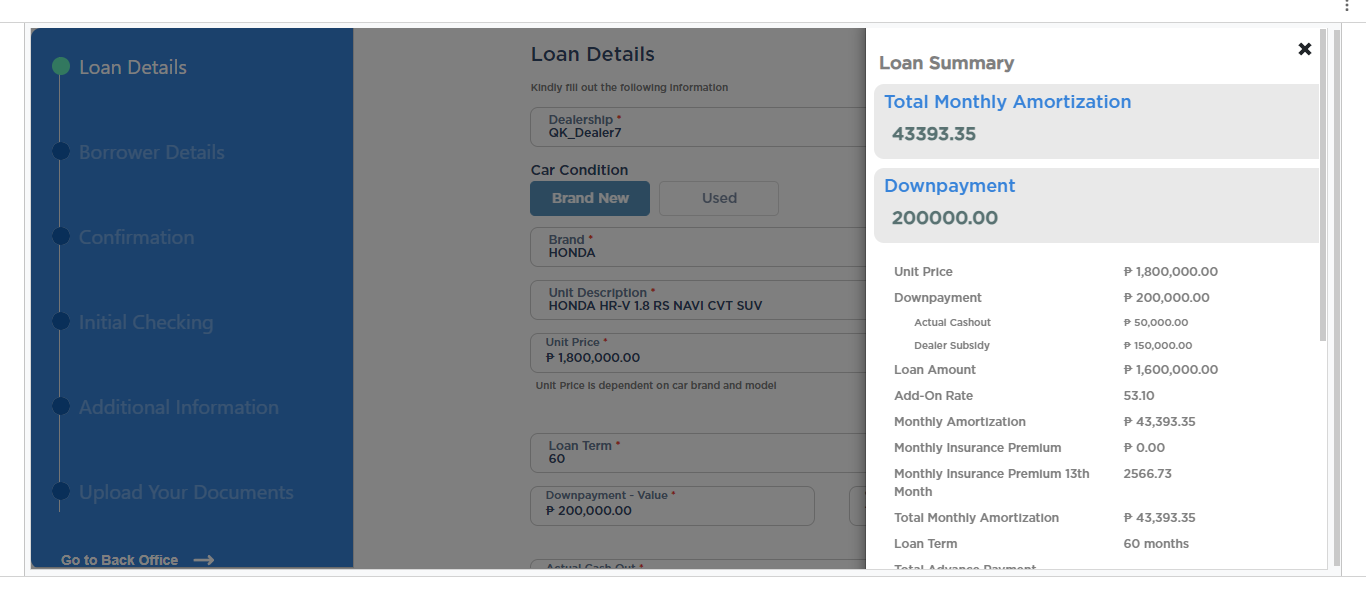 Loan Details
Borrower Details
Confirmation
Initial Checking
Additional Information
Upload Your Documents
Go to Back Office
Loan Details
Kindly fill out the following information
Dealership *
QK_Dealer7
Car Condition
Brand New
Used
Brand *
HONDA
Unit Description *
HONDA HR-V 1.8 RS NAVI CVT SUV
Unit Price *
₱ 1,800,000.00
Unit Price is dependent on car brand and model
Loan Term *
60
Downpayment - Value *
₱ 200,000.00
Actual Cash Out *
Loan Summary
Total Monthly Amortization
43393.35
Downpayment
200000.00
Unit Price ₱ 1,800,000.00
Downpayment ₱ 200,000.00
Actual Cashout ₱ 50,000.00
Dealer Subsidy ₱ 150,000.00
Loan Amount ₱ 1,600,000.00
Add-On Rate 53.10
Monthly Amortization ₱ 43,393.35
Monthly Insurance Premium ₱ 0.00
Monthly Insurance Premium 13th 2566.73
Month
Total Monthly Amortization ₱ 43,393.35
Loan Term 60 months
Total Advance Payment